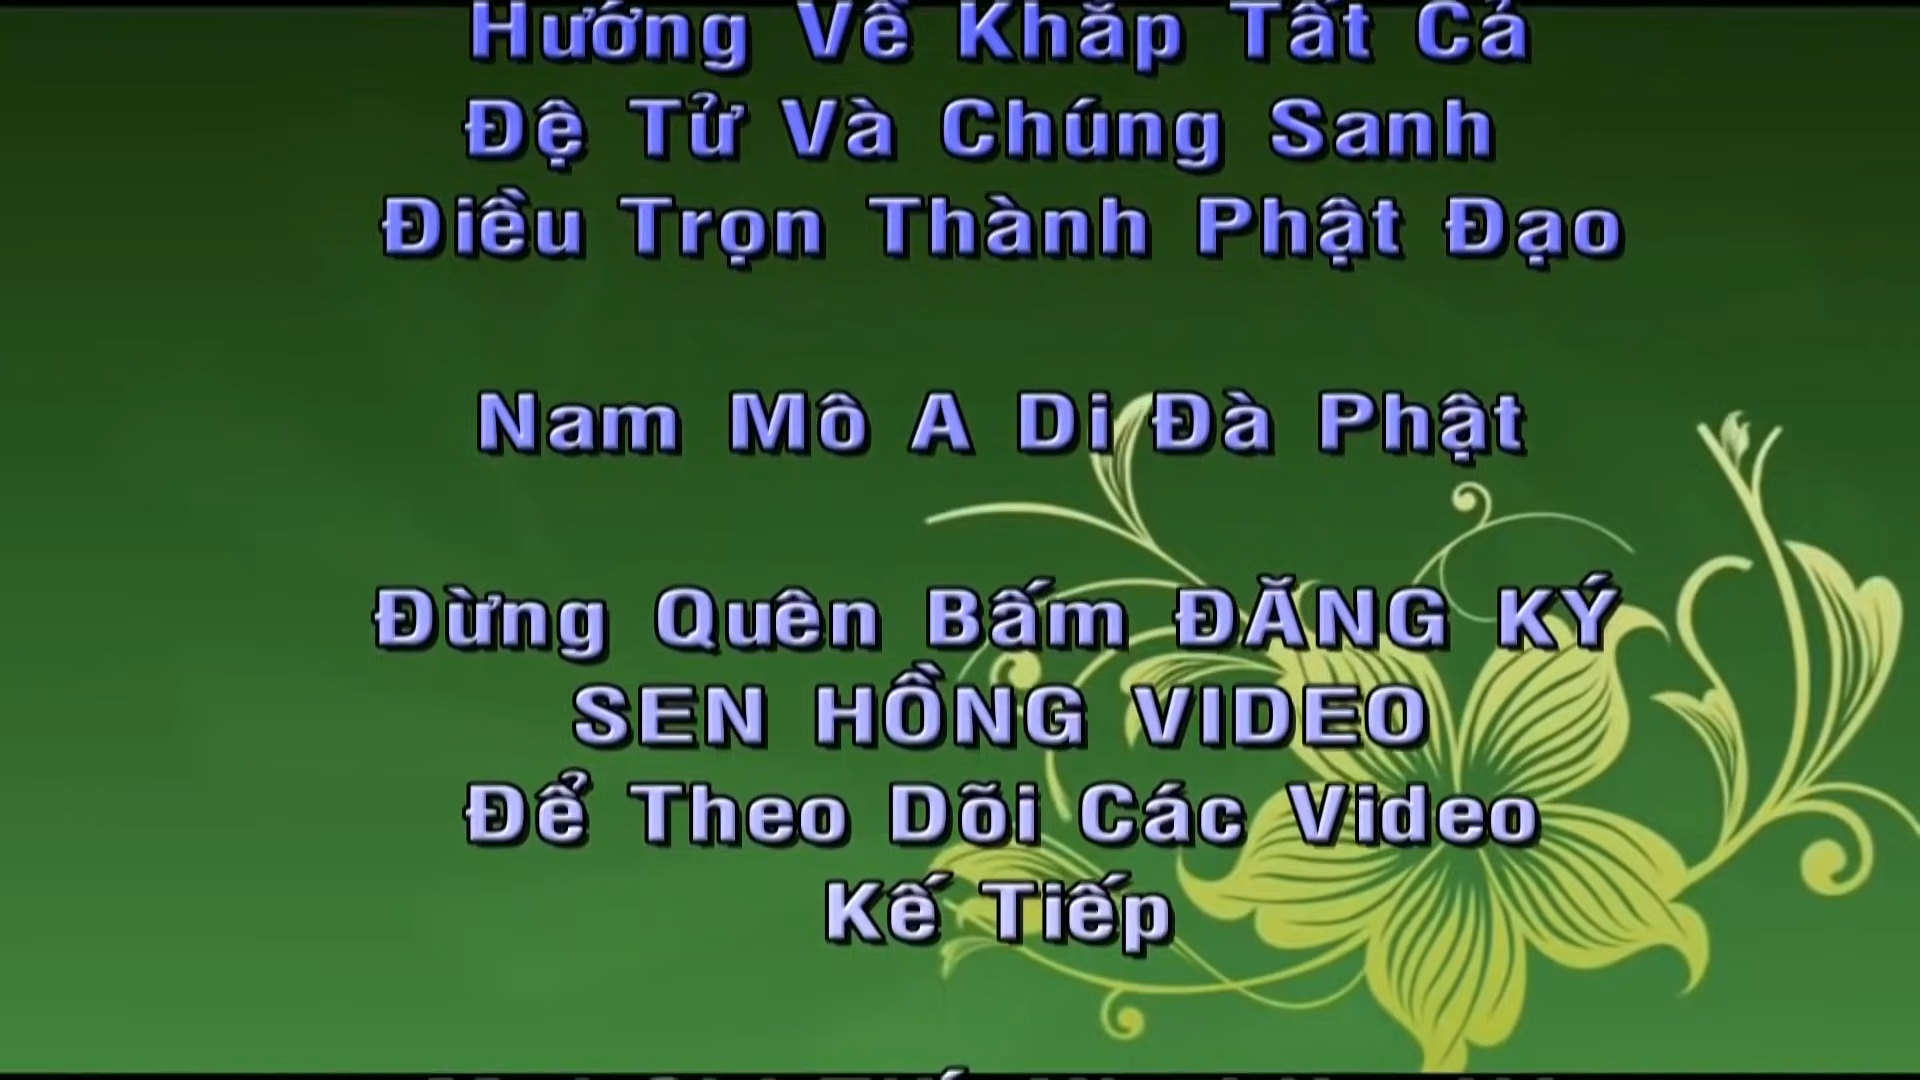 Hướng Về Khắp Tất Cả
Đệ Tử Và Chúng Sanh
Điều Trọn Thành Phật Đạo
Nam Mô A Di Đà Phật
Đừng Quên Bấm ĐĂNG KÝ
SEN HỒNG VIDEO
Để Theo Dõi Các Video
Kế Tiếp